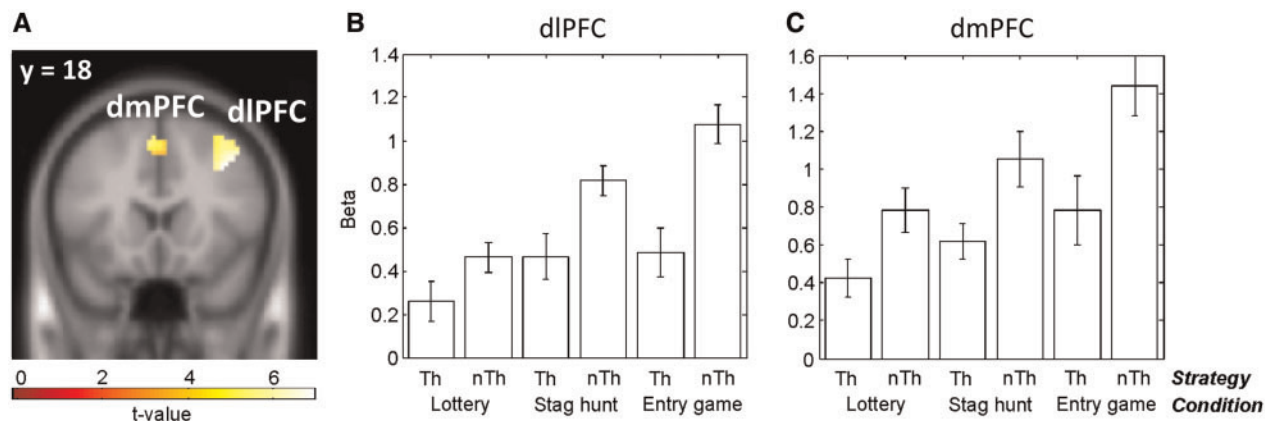 A
y = 18
dmPFC
dlPFC
0 2 4 6
t-value
B
dlPFC
Beta
1.4
1.2
1
0.8
0.6
0.4
0.2
0
Th nTh Th nTh Th nTh
Lottery Stag hunt Entry game
C
dmPFC
1.6
1.4
1.2
1
0.8
0.6
0.4
0.2
0
Th nTh Th nTh Th nTh Strategy
Lottery Stag hunt Entry game Condition